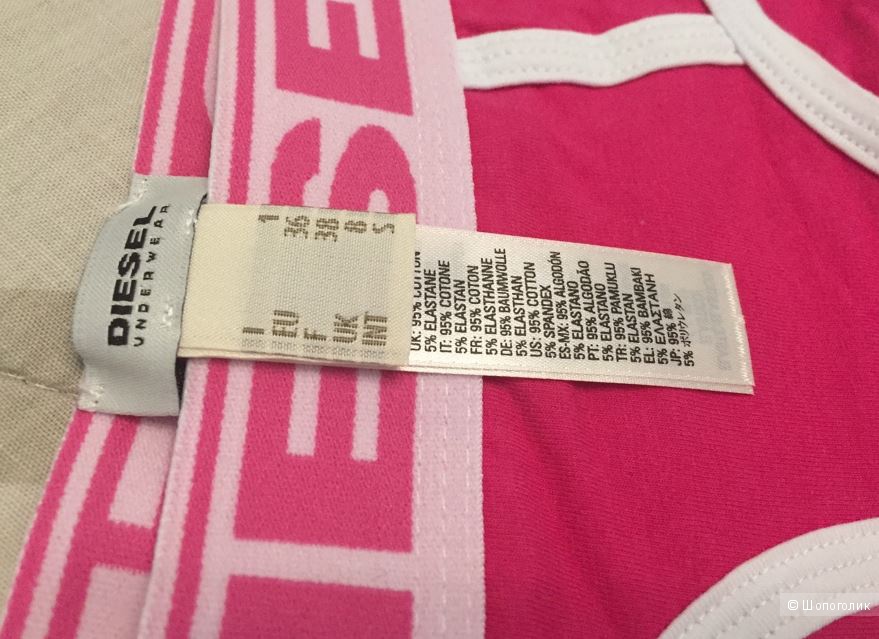 DIESEL
UNDERWEAR
I 1
EU 36
F 38
UK 8
INT S
UK: 95% COTTON
5% ELASTANE
IT: 95% COTONE
5% ELASTAN
FR: 95% COTON
5% ELASTHANNE
DE: 95% BAUMWOLLE
5% ELASTHAN
US: 95% COTTON
5% SPANDEX
ES-MX: 95% ALGODÓN
5% ELASTANO
PT: 95% ALGODÃO
5% ELASTANO
TR: 95% PAMUKLU
5% ELASTAN
EL: 95% ΒΑΜΒΑΚΙ
5% ΕΛΑΣΤΑΝΗ
JP: 95% 綿
5% ポリウレタン
ESE
© Шопоголик